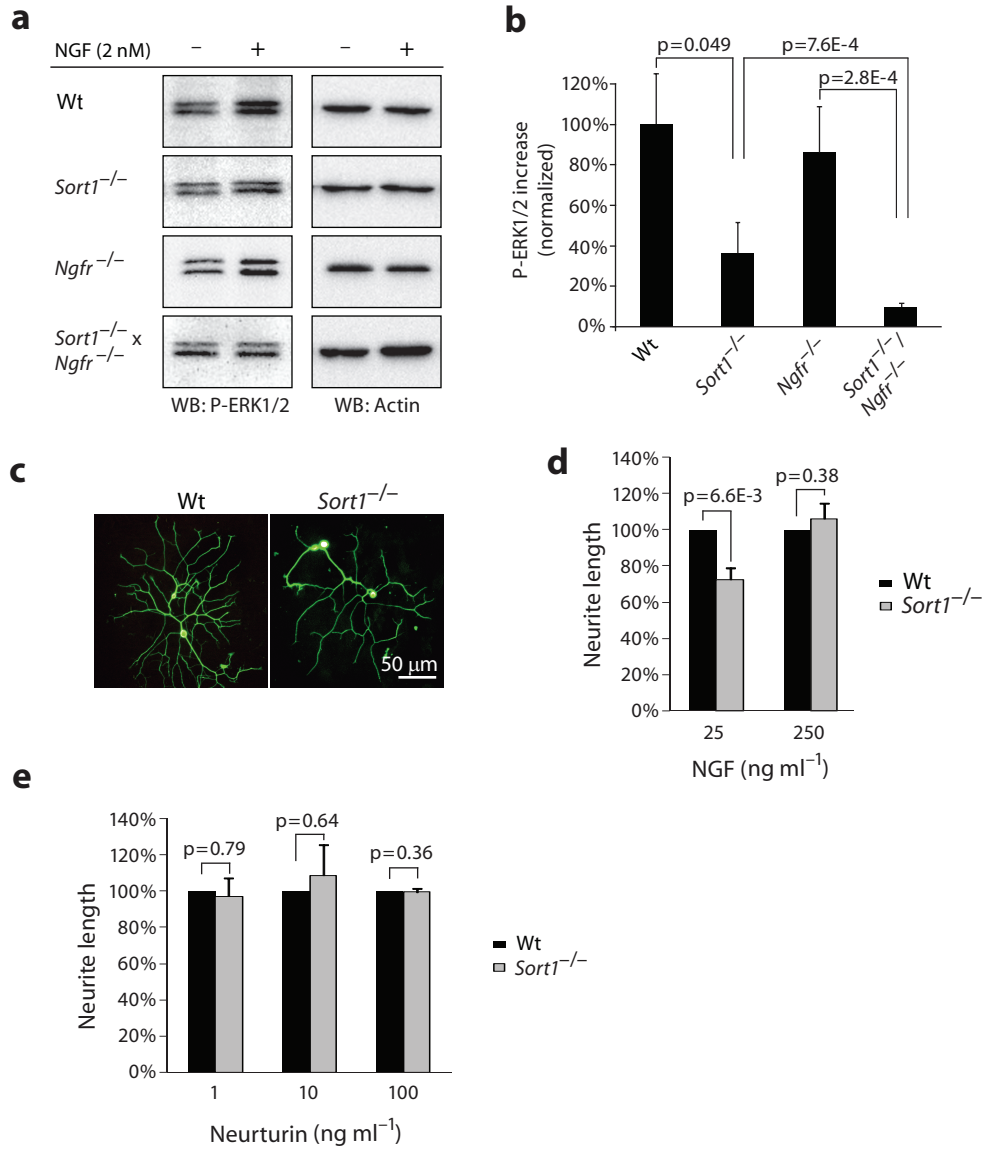 a
NGF (2 nM) – + – +
Wt
Sort1–/–
Ngfr–/–
Sort1–/– x
Ngfr–/–
WB: P-ERK1/2 WB: Actin
b
p=0.049 p=7.6E-4
p=2.8E-4
P-ERK1/2 increase
(normalized)
120%
100%
80%
60%
40%
20%
0%
Wt
Sort1–/–
Ngfr–/–
Sort1–/– /
Ngfr–/–
c
Wt Sort1–/–
50 μm
d
Neurite length
140%
120%
100%
80%
60%
40%
20%
0%
p=6.6E-3
p=0.38
25 250
NGF (ng ml–1)
Wt
Sort1–/–
e
Neurite length
140%
120%
100%
80%
60%
40%
20%
0%
p=0.79
p=0.64
p=0.36
1 10 100
Neurturin (ng ml–1)
Wt
Sort1–/–